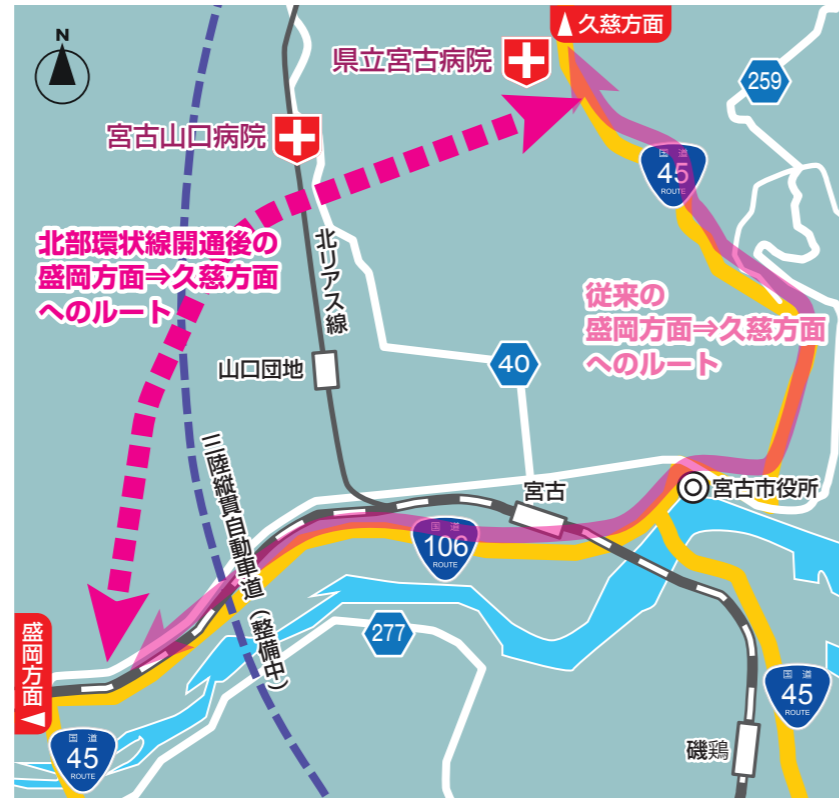 久慈方面
N
県立宮古病院
259
宮古山口病院
国道
45
ROUTE
北部環状線開通後の
盛岡方面⇒久慈方面
へのルート
北リアス線
従来の
盛岡方面⇒久慈方面
へのルート
山口団地
40
三陸縦貫自動車道(整備中)
宮古
宮古市役所
国道
106
ROUTE
盛岡方面
277
国道
45
ROUTE
国道
45
ROUTE
磯鶏